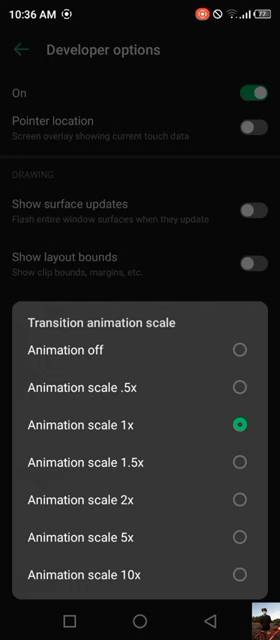 10:36 AM
77
Developer options
On
Pointer location
Screen overlay showing current touch data
DRAWING
Show surface updates
Flash entire window surfaces when they update
Show layout bounds
Show clip bounds, margins, etc.
Transition animation scale
Animation off
Animation scale .5x
Animation scale 1x
Animation scale 1.5x
Animation scale 2x
Animation scale 5x
Animation scale 10x